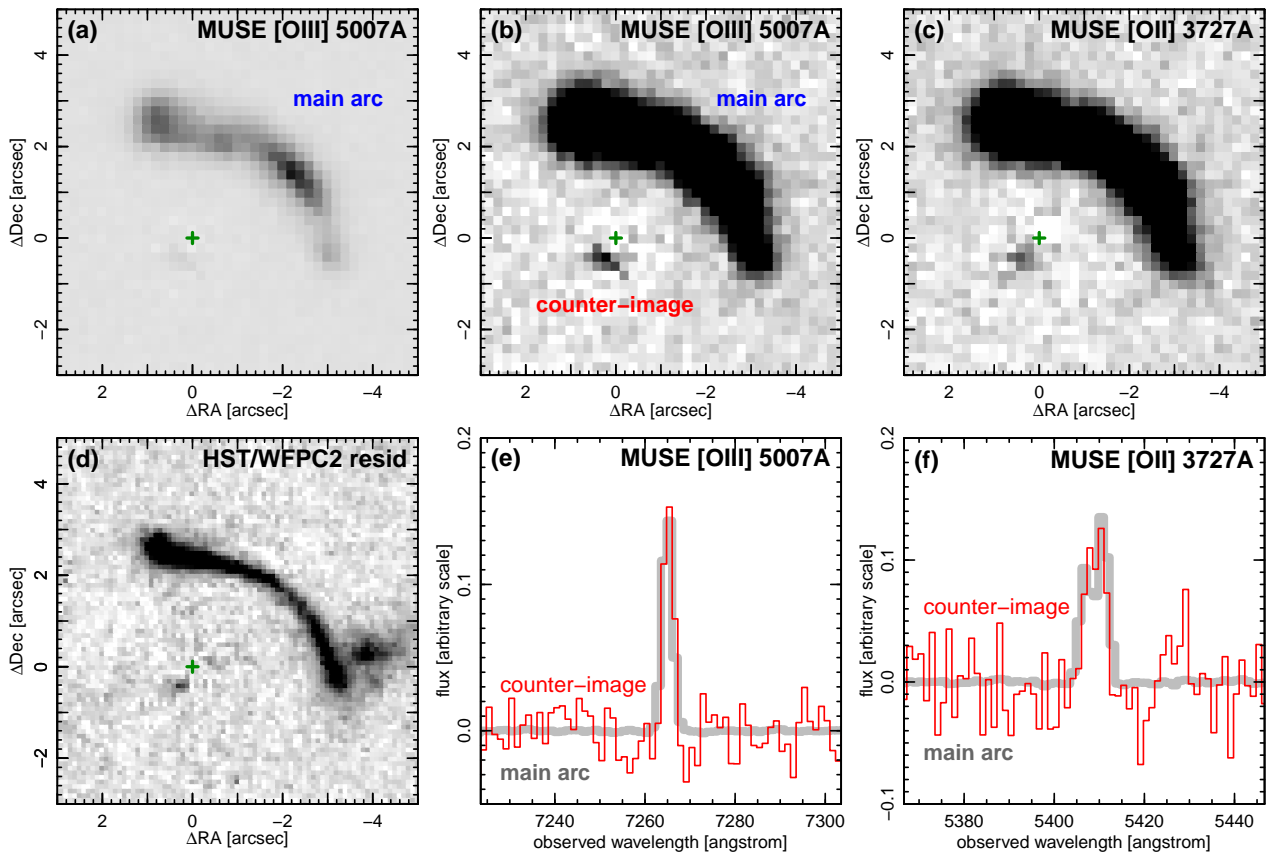 (a) MUSE [OIII] 5007A
main arc
4
2
0
−2
ΔDec [arcsec]
2 0 −2 −4
ΔRA [arcsec]
(b) MUSE [OIII] 5007A
main arc
counter−image
4
2
0
−2
ΔDec [arcsec]
2 0 −2 −4
ΔRA [arcsec]
(c) MUSE [OII] 3727A
4
2
0
−2
ΔDec [arcsec]
2 0 −2 −4
ΔRA [arcsec]
(d) HST/WFPC2 resid
4
2
0
−2
ΔDec [arcsec]
2 0 −2 −4
ΔRA [arcsec]
(e) MUSE [OIII] 5007A
0.2
0.1
0.0
flux [arbitrary scale]
counter−image
main arc
7240 7260 7280 7300
observed wavelength [angstrom]
(f) MUSE [OII] 3727A
0.2
0.1
0.0
−0.1
flux [arbitrary scale]
counter−image
main arc
5380 5400 5420 5440
observed wavelength [angstrom]